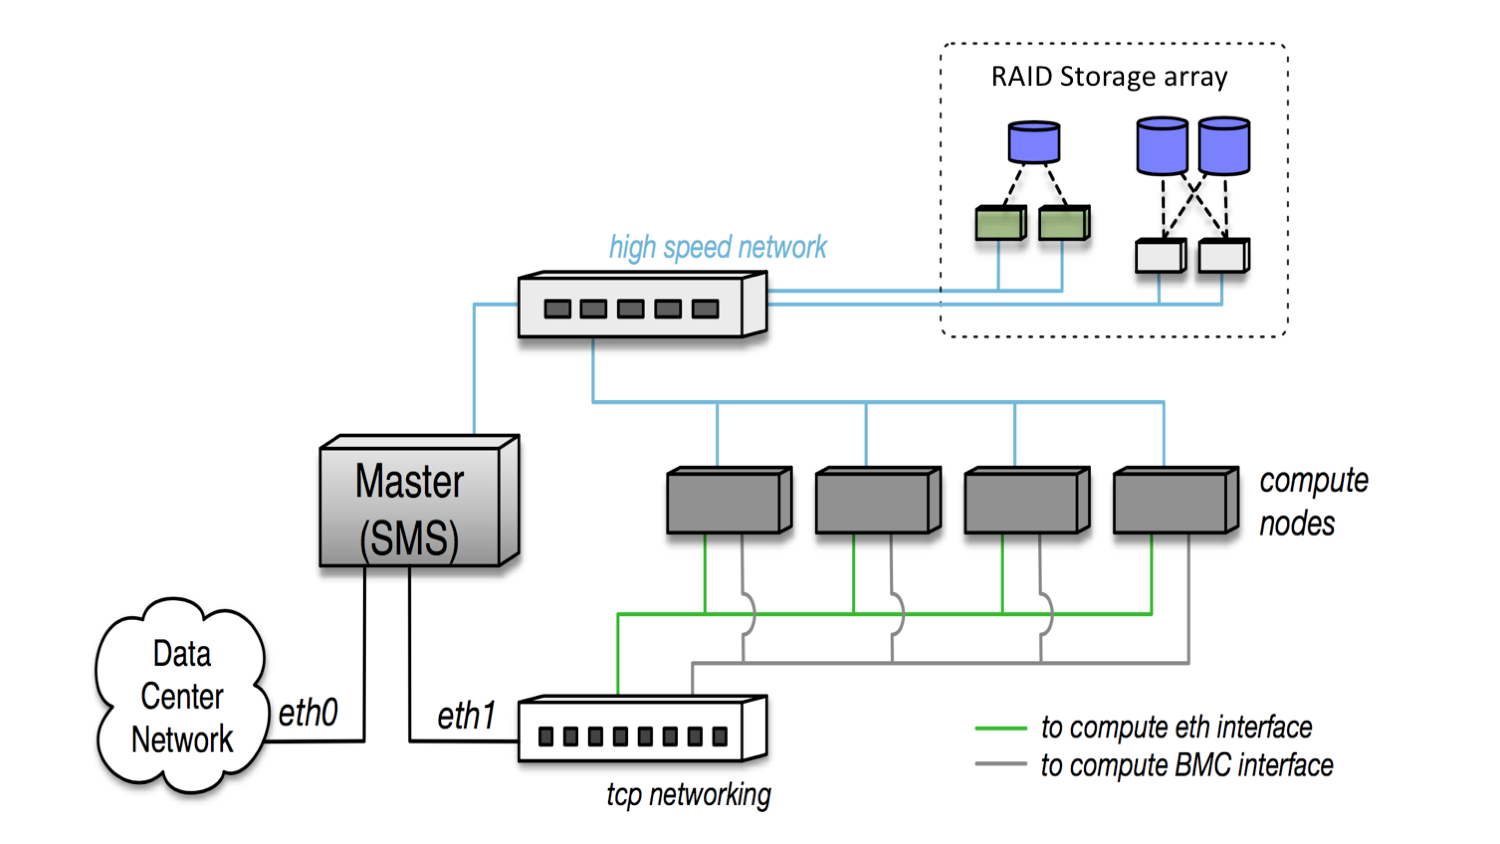 RAID Storage array
high speed network
Master
(SMS)
compute
nodes
Data
Center
Network
eth0
eth1
tcp networking
to compute eth interface
to compute BMC interface